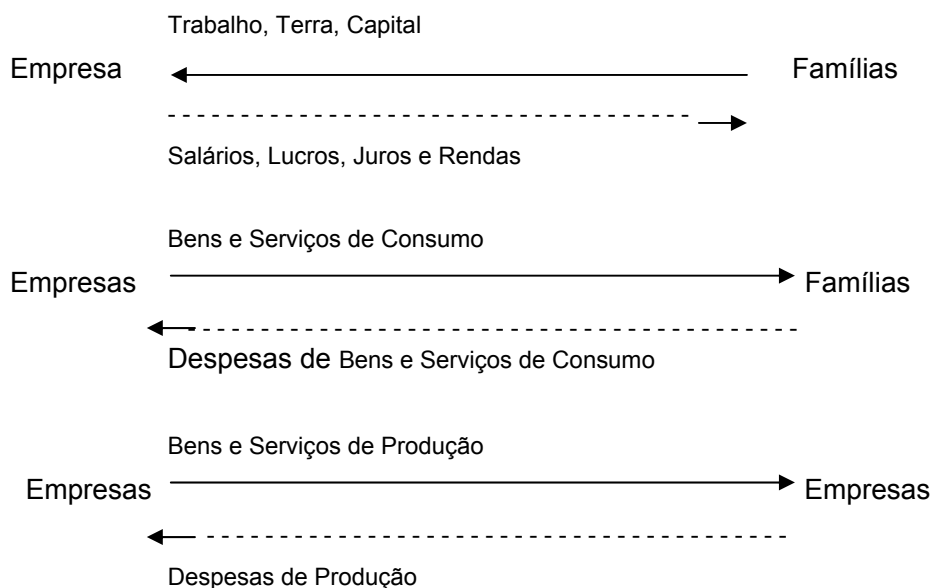 Trabalho, Terra, Capital
Empresa Famílias
Salários, Lucros, Juros e Rendas
Bens e Serviços de Consumo
Empresas Famílias
Despesas de Bens e Serviços de Consumo
Bens e Serviços de Produção
Empresas Empresas
Despesas de Produção